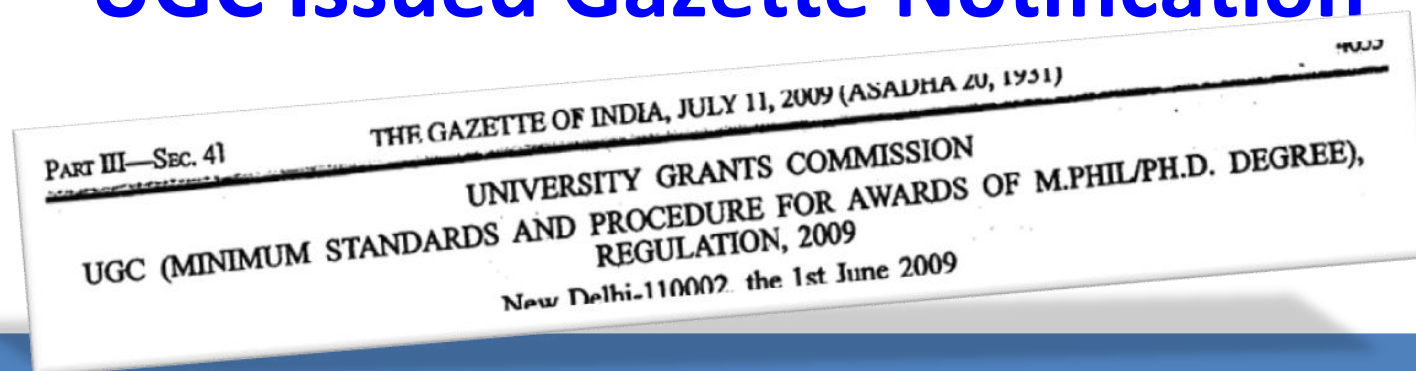 UGC Issued Gazette Notification
PART III—SEC. 4]
THE GAZETTE OF INDIA, JULY 11, 2009 (ASADHA 20, 1931)
UNIVERSITY GRANTS COMMISSION
UGC (MINIMUM STANDARDS AND PROCEDURE FOR AWARDS OF M.PHIL/PH.D. DEGREE),
REGULATION, 2009
New Delhi-110002, the 1st June 2009